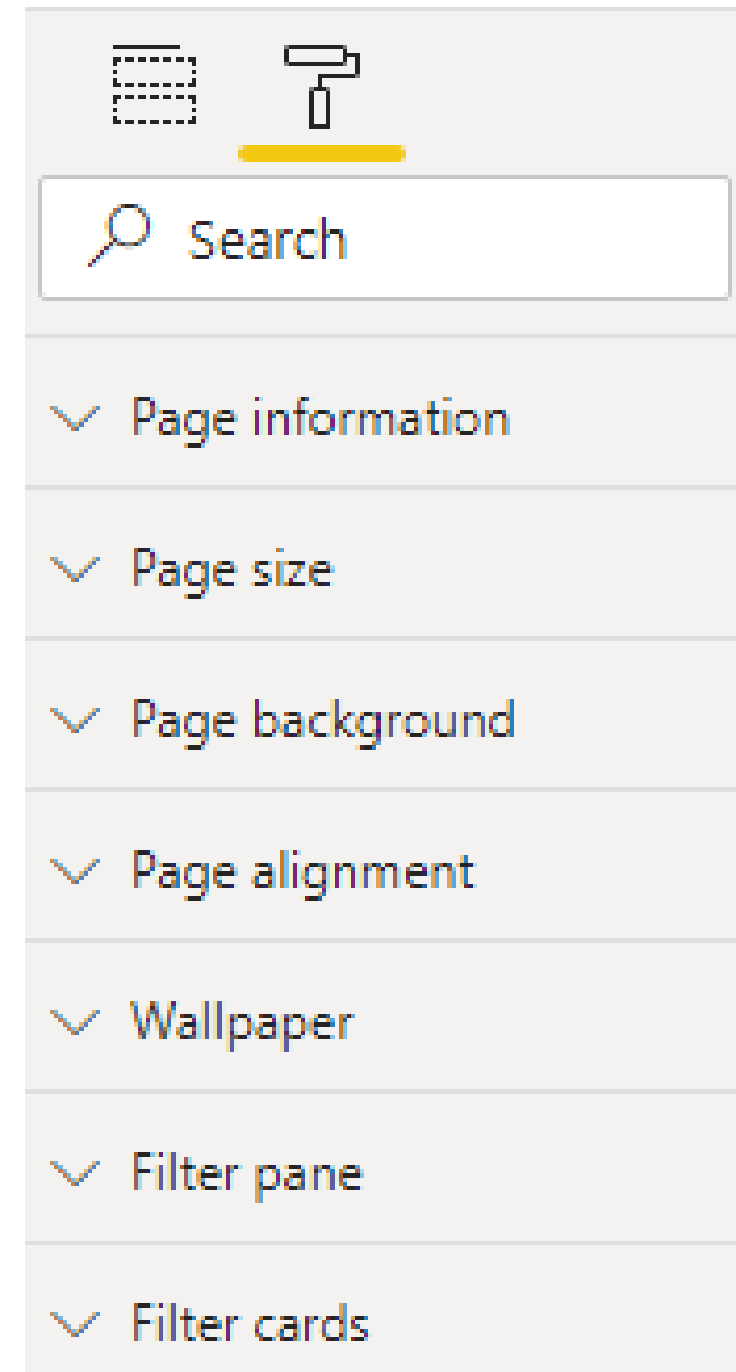 Search
Page information
Page size
Page background
Page alignment
Wallpaper
Filter pane
Filter cards